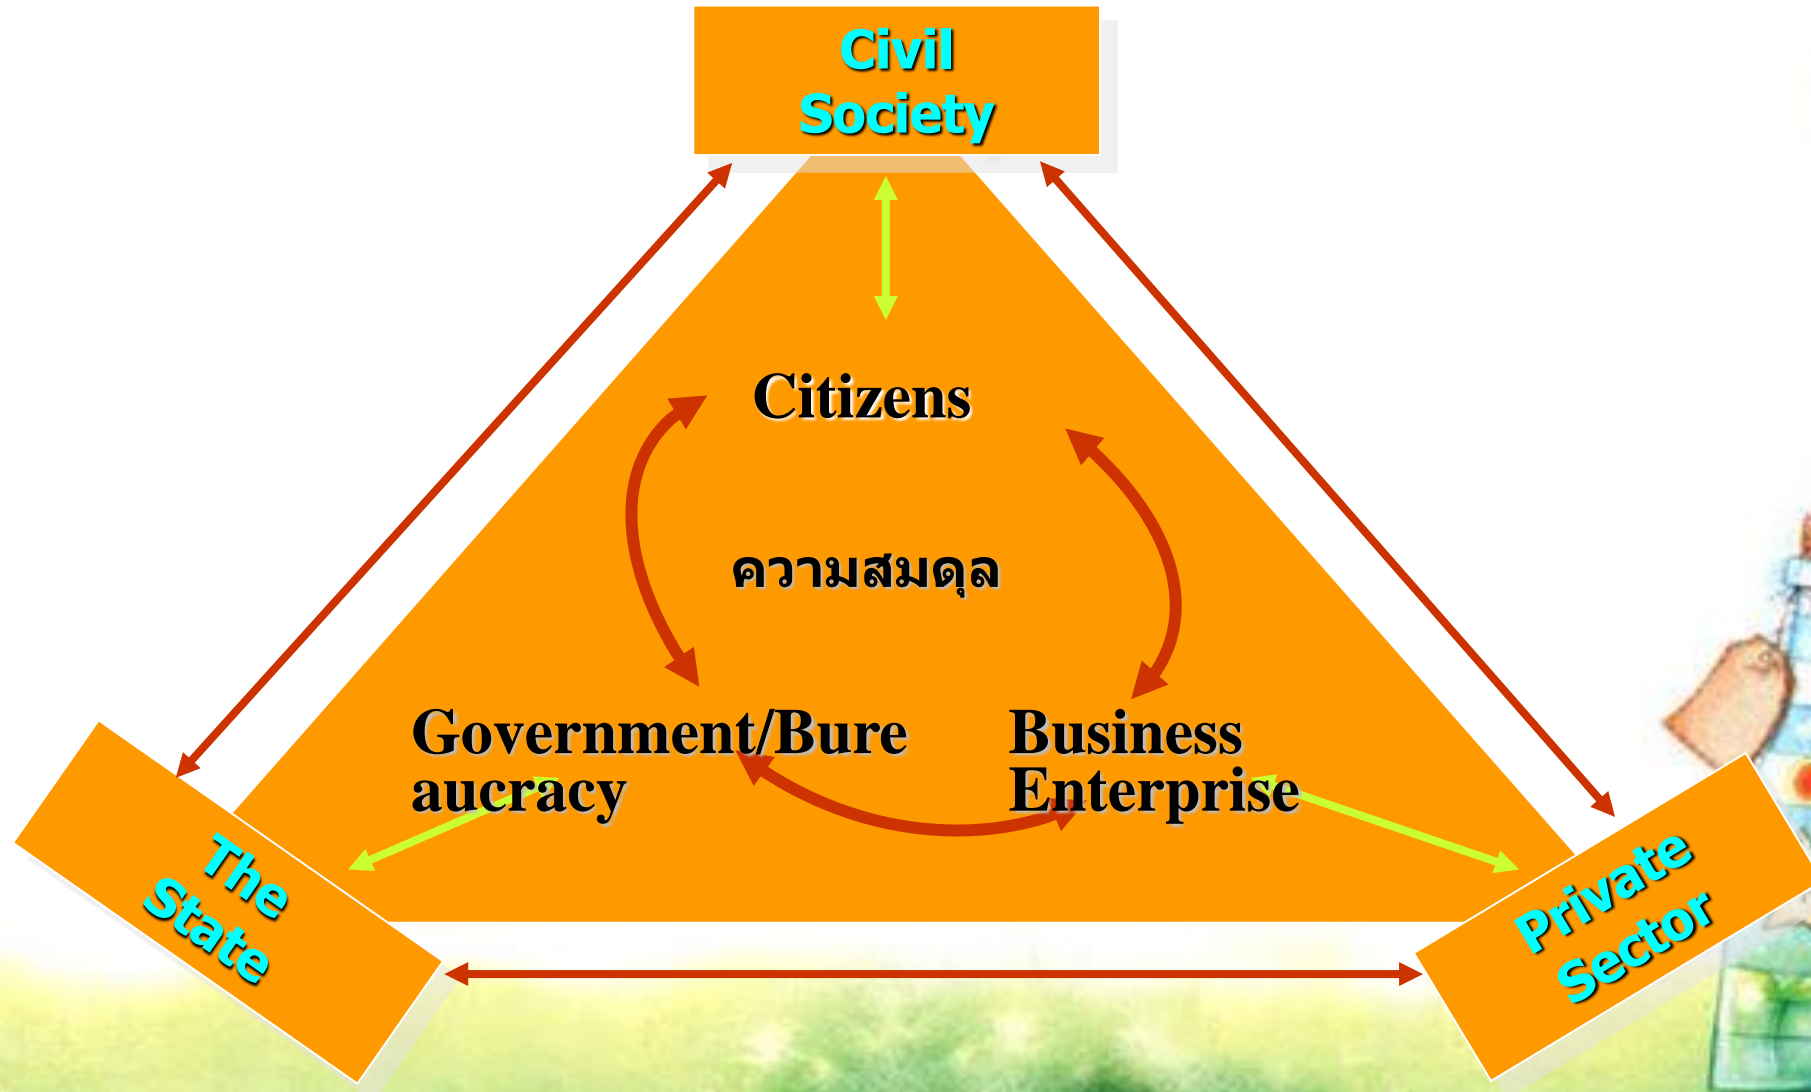 Civil
Society
Citizens
ความสมดุล
Government/Bure
aucracy
Business
Enterprise
The
State
Private
Sector